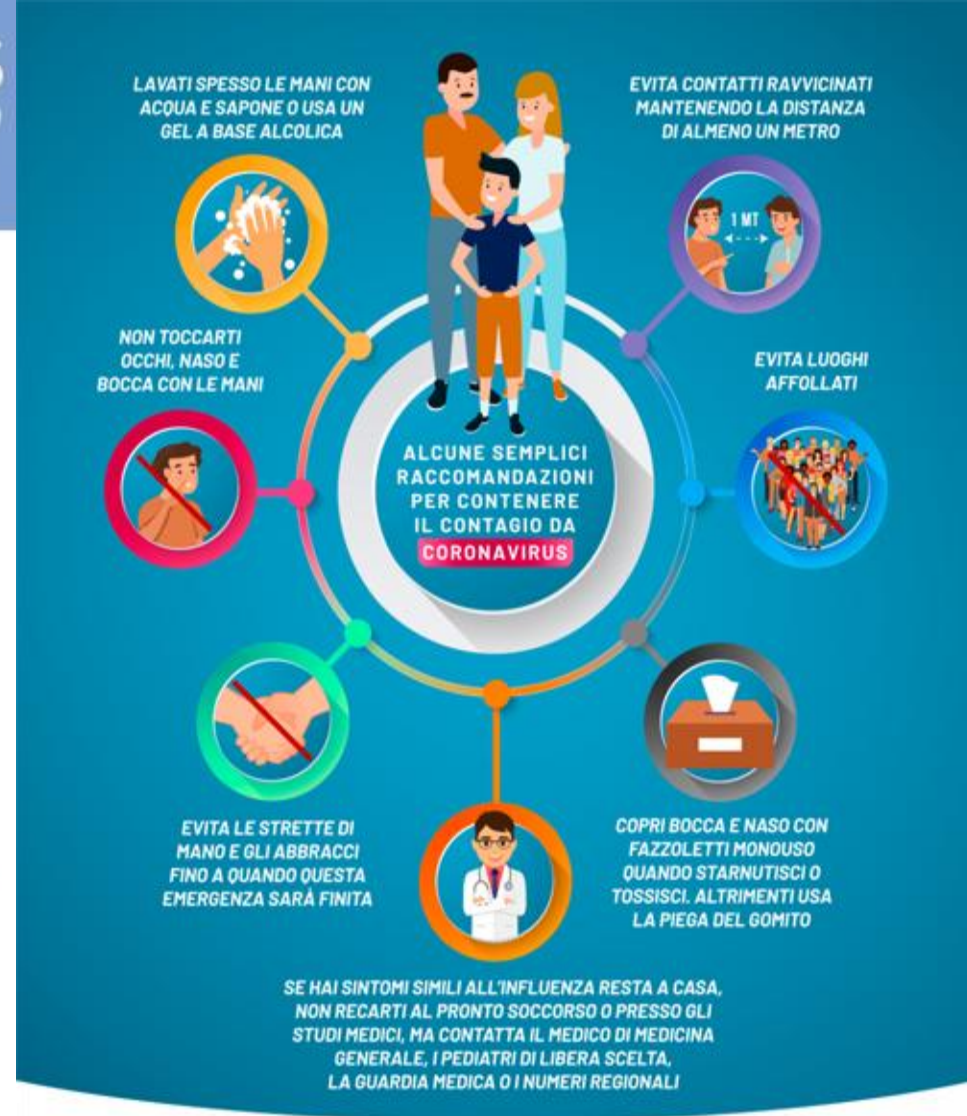 LAVATI SPESSO LE MANI CON
ACQUA E SAPONE O USA UN
GEL A BASE ALCOLICA
EVITA CONTATTI RAVVICINATI
MANTENENDO LA DISTANZA
DI ALMENO UN METRO
1 MT
NON TOCCARTI
OCCHI, NASO E
BOCCA CON LE MANI
EVITA LUOGHI
AFFOLLATI
ALCUNE SEMPLICI
RACCOMANDAZIONI
PER CONTENERE
IL CONTAGIO DA
CORONAVIRUS
EVITA LE STRETTE DI
MANO E GLI ABBRACCI
FINO A QUANDO QUESTA
EMERGENZA SARÀ FINITA
COPRI BOCCA E NASO CON
FAZZOLETTI MONOUSO
QUANDO STARNUTISCI O
TOSSISCI. ALTRIMENTI USA
LA PIEGA DEL GOMITO
SE HAI SINTOMI SIMILI ALL'INFLUENZA RESTA A CASA,
NON RECARTI AL PRONTO SOCCORSO O PRESSO GLI
STUDI MEDICI, MA CONTATTA IL MEDICO DI MEDICINA
GENERALE, I PEDIATRI DI LIBERA SCELTA,
LA GUARDIA MEDICA O I NUMERI REGIONALI